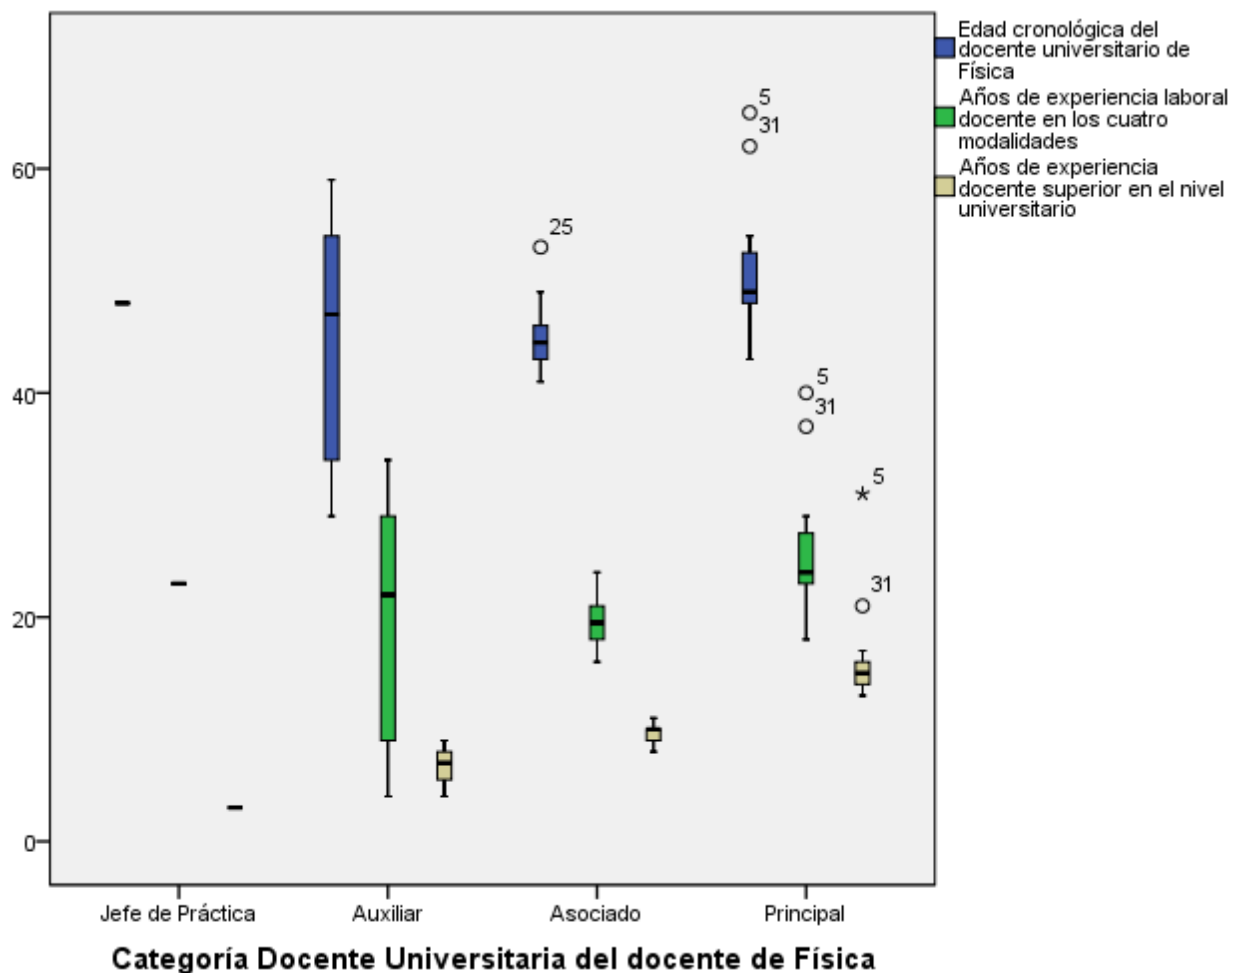 Edad cronológica del
docente universitario de
Física
Años de experiencia laboral
docente en los cuatro
modalidades
Años de experiencia
docente superior en el nivel
universitario
5
31
60
25
40
5
31
5
31
20
0
Jefe de Práctica
Auxiliar
Asociado
Principal
Categoría Docente Universitaria del docente de Física